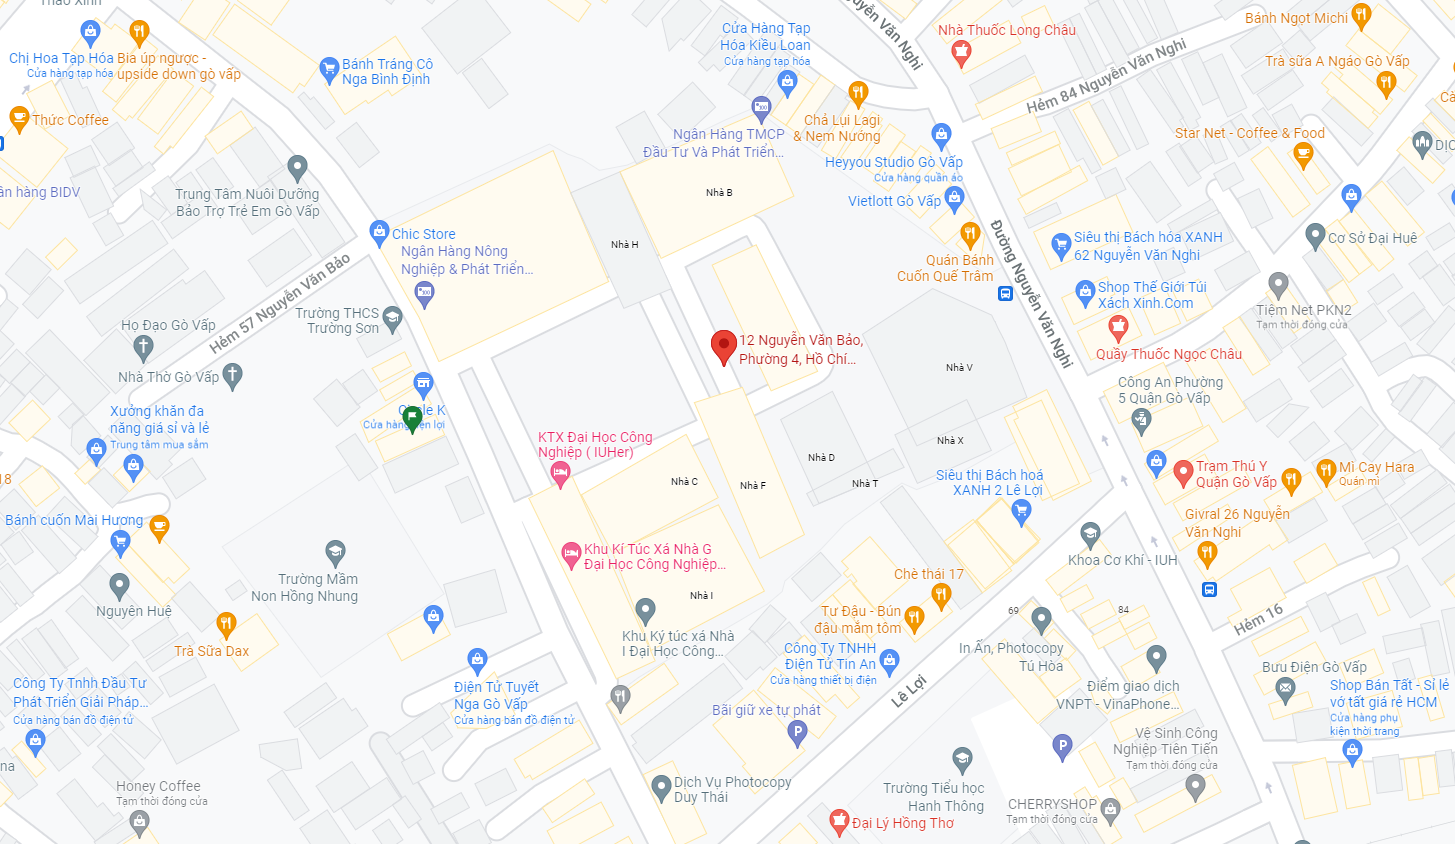 Thảo Xinh
Chị Hoa Tạp Hóa
Cửa hàng tạp hóa
Bia úp ngược -
upside down gò vấp
Thức Coffee
Bánh Tráng Cô
Nga Bình Định
Cửa Hàng Tạp
Hóa Kiều Loan
Cửa hàng tạp hóa
Nguyễn Văn Nghi
Nhà Thuốc Long Châu
Bánh Ngọt Michi
Hẻm 84 Nguyễn Văn Nghi
Trà sữa A Ngáo Gò Vấp
Chả Lụi Lagi
& Nem Nướng
Ngân Hàng TMCP
Đầu Tư Và Phát Triển...
Star Net - Coffee & Food
Heyyou Studio Gò Vấp
Cửa hàng quần áo
Vietlott Gò Vấp
ân hàng BIDV
Trung Tâm Nuôi Dưỡng
Bảo Trợ Trẻ Em Gò Vấp
Nhà B
Nhà H
Chic Store
Ngân Hàng Nông
Nghiệp & Phát Triển...
Quán Bánh
Cuốn Quế Trâm
Đường Nguyễn Văn Nghi
Siêu thị Bách hóa XANH
62 Nguyễn Văn Nghi
Cơ Sở Đại Huê
Hẻm 57 Nguyễn Văn Bảo
Shop Thế Giới Túi
Xách Xinh.Com
Tiệm Net PKN2
Tạm thời đóng cửa
Trường THCS
Trường Sơn
Họ Đạo Gò Vấp
Nhà Thờ Gò Vấp
12 Nguyễn Văn Bảo,
Phường 4, Hồ Chí...
Nhà V
Quầy Thuốc Ngọc Châu
Công An Phường
5 Quận Gò Vấp
Xưởng khăn đa
năng giá sỉ và lẻ
Trung tâm mua sắm
KTX Đại Học Công
Nghiệp ( IUHer)
Nhà X
Nhà D
Nhà C
Nhà F
Nhà T
Siêu thị Bách hoá
XANH 2 Lê Lợi
Trạm Thú Y
Quận Gò Vấp
Mì Cay Hara
Quán mì
18
Bánh cuốn Mai Hương
Givral 26 Nguyễn
Văn Nghi
Khu Kí Túc Xá Nhà G
Đại Học Công Nghiệp...
Khoa Cơ Khí - IUH
Chè thái 17
Trường Mầm
Non Hồng Nhung
Nguyên Huệ
Nhà I
Tư Đậu - Bún
đậu mắm tôm
69
84
Hẻm 16
Khu Ký túc xá Nhà
I Đại Học Công...
Trà Sữa Dax
Công Ty TNHH
Điện Tử Tin An
Cửa hàng thiết bị điện
In Ấn, Photocopy
Tú Hòa
Bưu Điện Gò Vấp
Công Ty Tnhh Đầu Tư
Phát Triển Giải Pháp...
Cửa hàng bán đồ điện tử
Điện Tử Tuyết
Nga Gò Vấp
Cửa hàng bán đồ điện tử
Lê Lợi
Điểm giao dịch
VNPT - VinaPhone...
Shop Bán Tất - Sỉ lẻ
vớ tất giá rẻ HCM
Cửa hàng phụ
kiện thời trang
Bãi giữ xe tự phát
Vệ Sinh Công
Nghiệp Tiên Tiến
Tạm thời đóng cửa
na
Honey Coffee
Tạm thời đóng cửa
Dịch Vụ Photocopy
Duy Thái
Trường Tiểu học
Hanh Thông
CHERRYSHOP
Tạm thời đóng cửa
Đại Lý Hồng Thơ